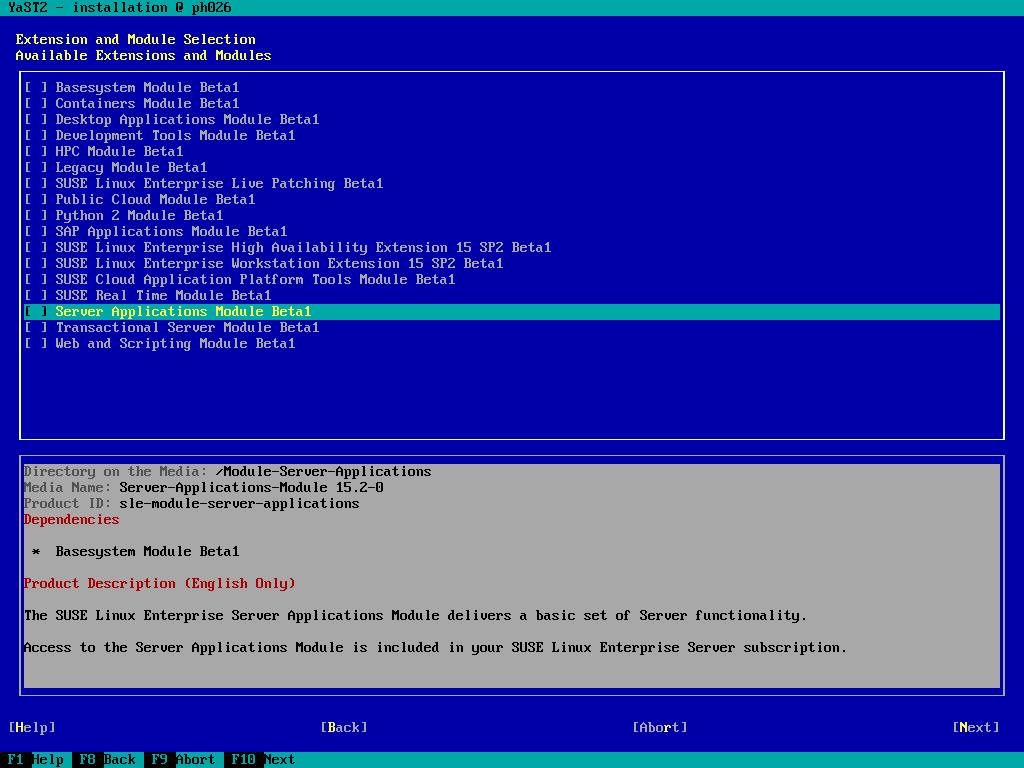 YaST2 - installation @ ph026
Extension and Module Selection
Available Extensions and Modules
[ ] Basesystem Module Beta1
[ ] Containers Module Beta1
[ ] Desktop Applications Module Beta1
[ ] Development Tools Module Beta1
[ ] HPC Module Beta1
[ ] Legacy Module Beta1
[ ] SUSE Linux Enterprise Live Patching Beta1
[ ] Public Cloud Module Beta1
[ ] Python 2 Module Beta1
[ ] SAP Applications Module Beta1
[ ] SUSE Linux Enterprise High Availability Extension 15 SP2 Beta1
[ ] SUSE Linux Enterprise Workstation Extension 15 SP2 Beta1
[ ] SUSE Cloud Application Platform Tools Module Beta1
[ ] SUSE Real Time Module Beta1
[ ] Server Applications Module Beta1
[ ] Transactional Server Module Beta1
[ ] Web and Scripting Module Beta1
Directory on the Media: /Module-Server-Applications
Media Name: Server-Applications-Module 15.2-0
Product ID: sle-module-server-applications
Dependencies
* Basesystem Module Beta1
Product Description (English Only)
The SUSE Linux Enterprise Server Applications Module delivers a basic set of Server functionality.
Access to the Server Applications Module is included in your SUSE Linux Enterprise Server subscription.
[Help] [Back] [Abort] [Next]
F1 Help F8 Back F9 Abort F10 Next